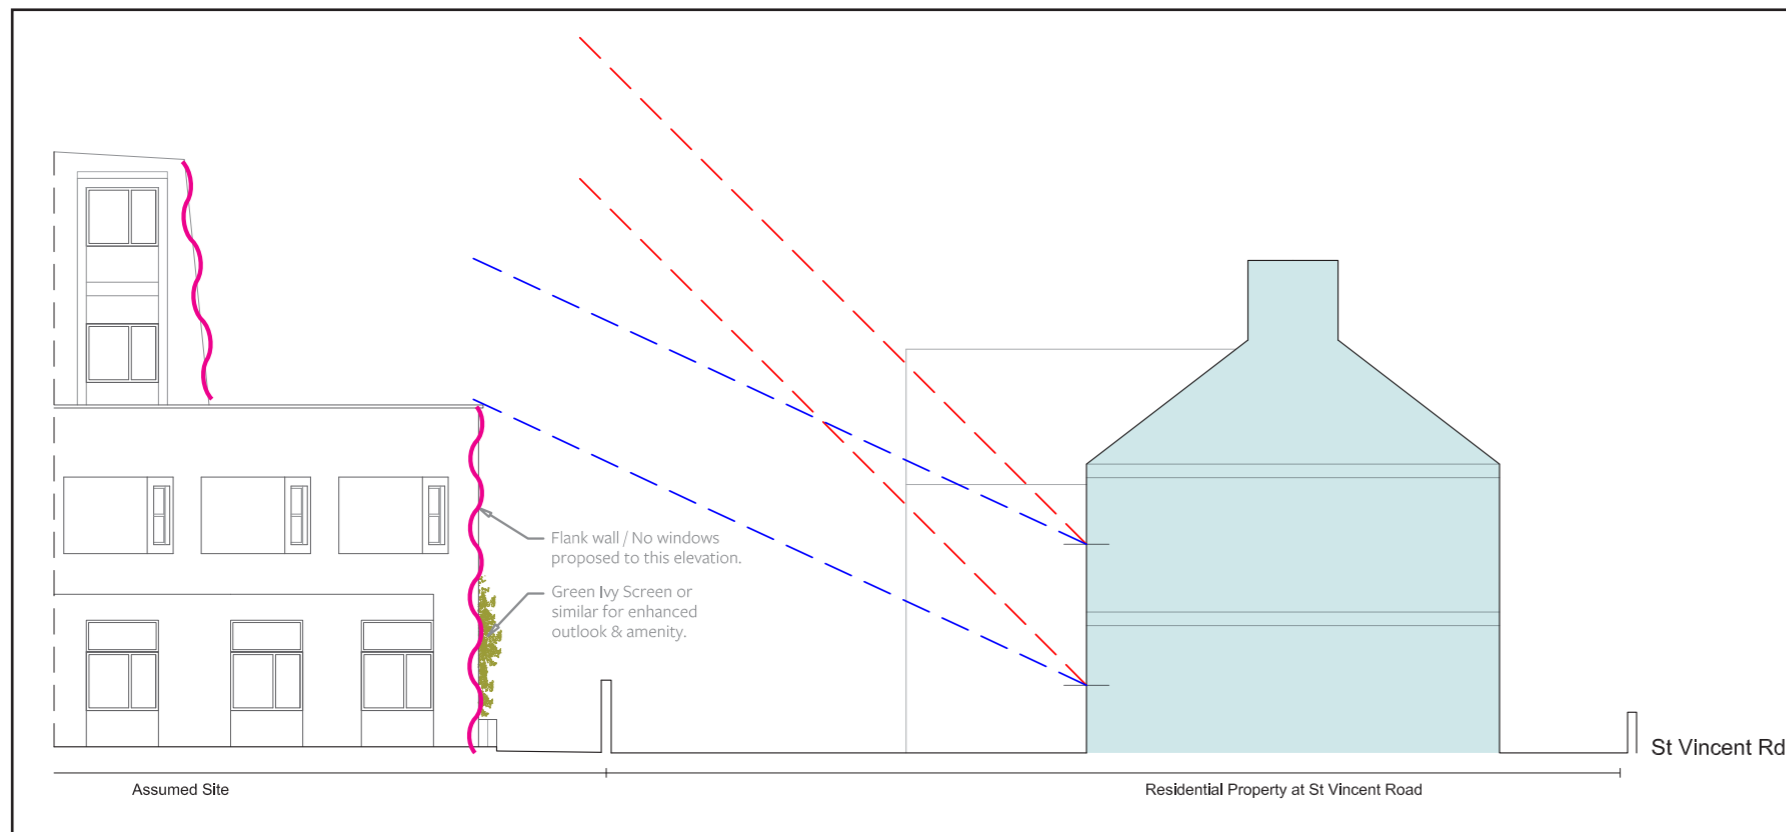 Flank wall / No windows
proposed to this elevation.
Green Ivy Screen or
similar for enhanced
outlook & amenity.
St Vincent Rd
Assumed Site
Residential Property at St Vincent Road